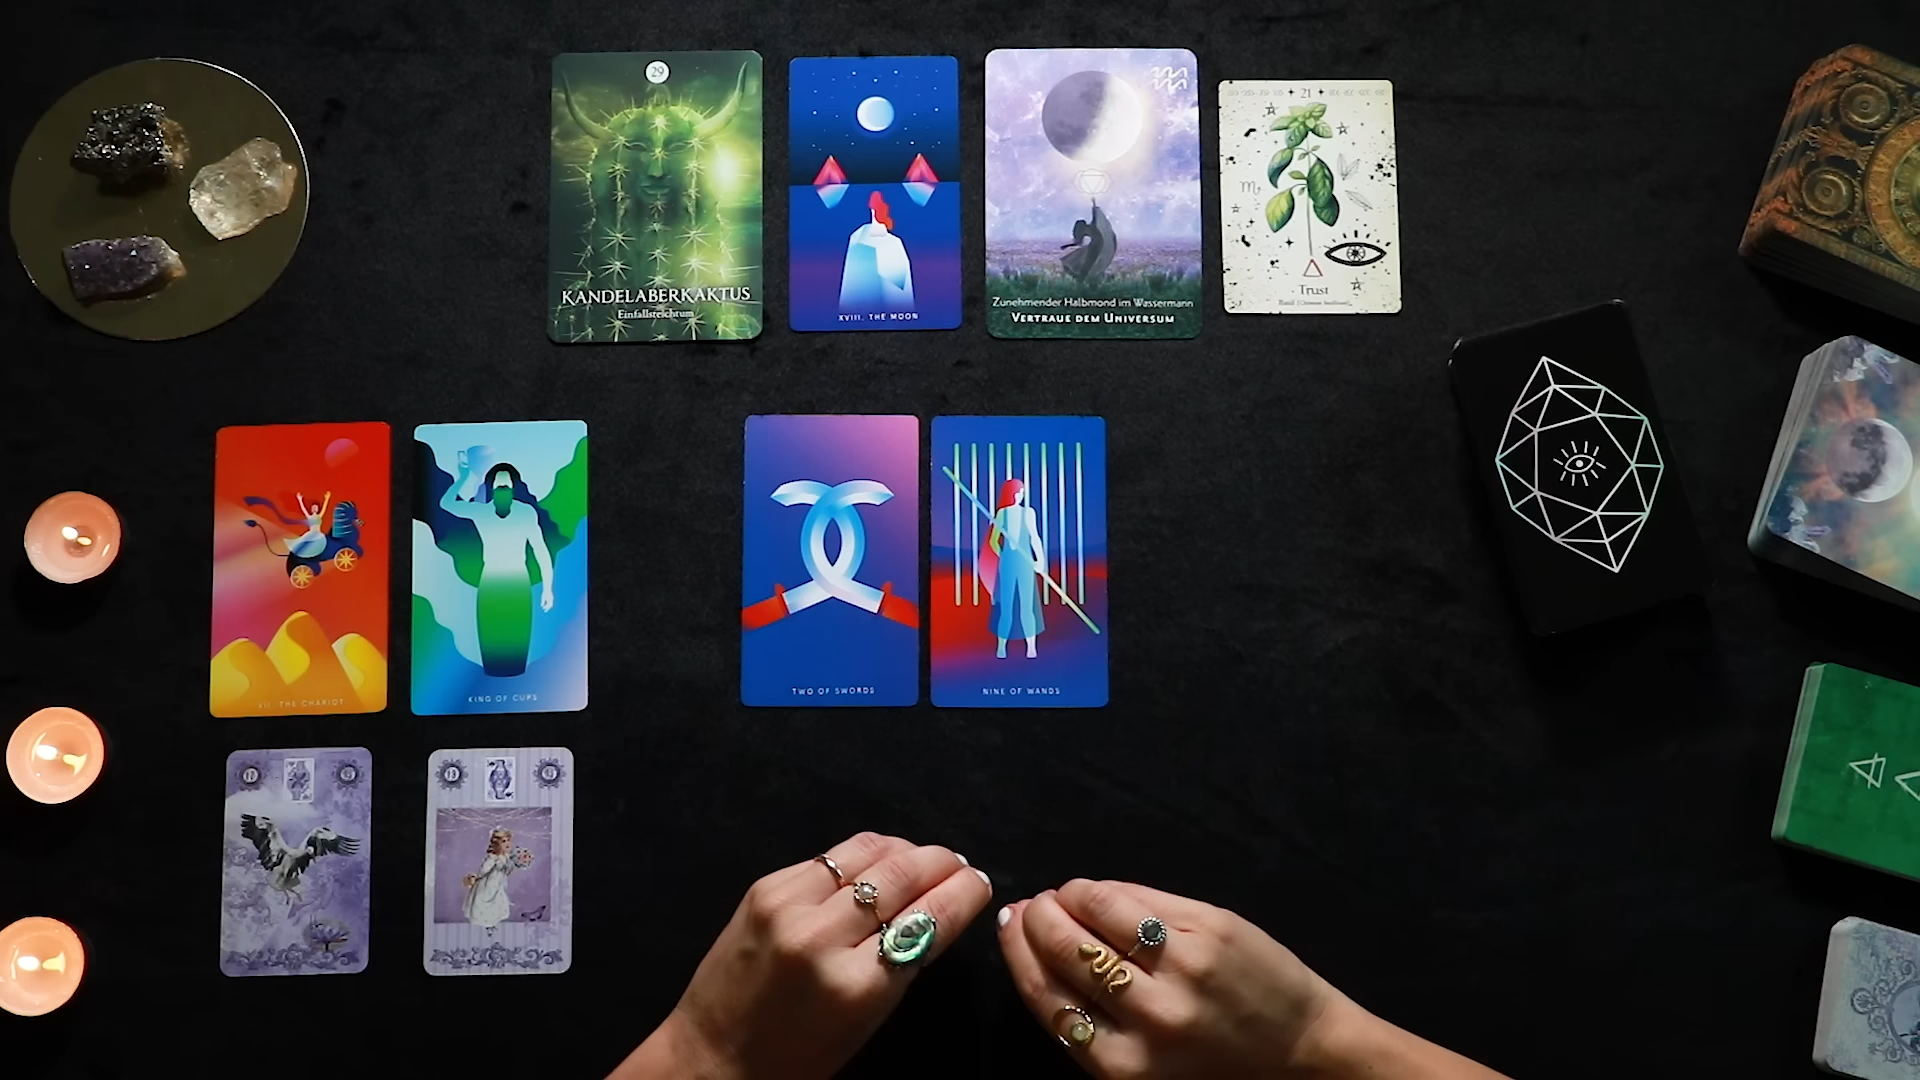 29
KANDELABERKAKTUS
Einfallsreichtum
XVIII. THE MOON
Zunehmender Halbmond im Wassermann
VERTRAUE DEM UNIVERSUM
21
Trust
VII. THE CHARIOT
KING OF CUPS
TWO OF SWORDS
NINE OF WANDS
13